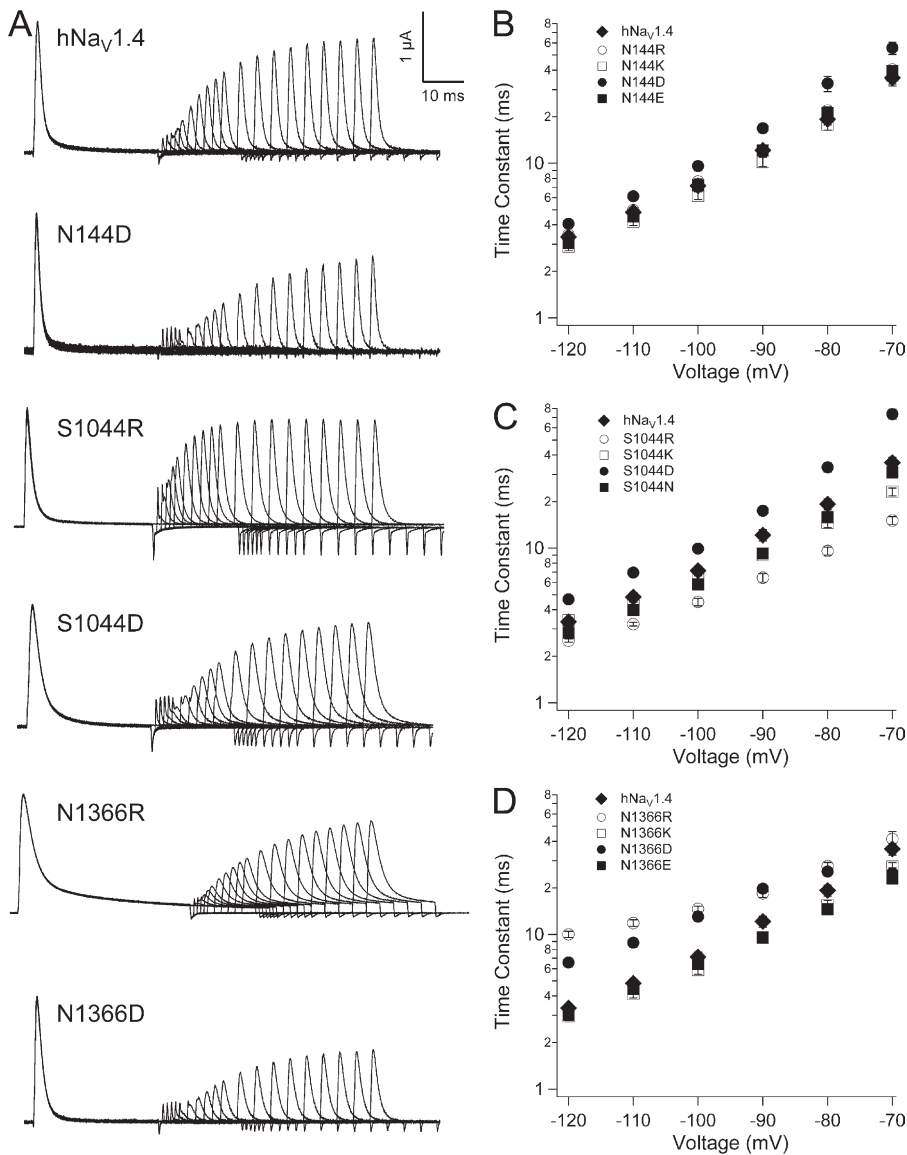 A
hNaV1.4
1 µA
10 ms
N144D
S1044R
S1044D
N1366R
N1366D
B
hNaV1.4
N144R
N144K
N144D
N144E
Time Constant (ms)
8
6
4
2
10
8
6
4
2
1
-120 -110 -100 -90 -80 -70
Voltage (mV)
C
hNaV1.4
S1044R
S1044K
S1044D
S1044N
Time Constant (ms)
8
6
4
2
10
8
6
4
2
1
-120 -110 -100 -90 -80 -70
Voltage (mV)
D
hNaV1.4
N1366R
N1366K
N1366D
N1366E
Time Constant (ms)
8
6
4
2
10
8
6
4
2
1
-120 -110 -100 -90 -80 -70
Voltage (mV)